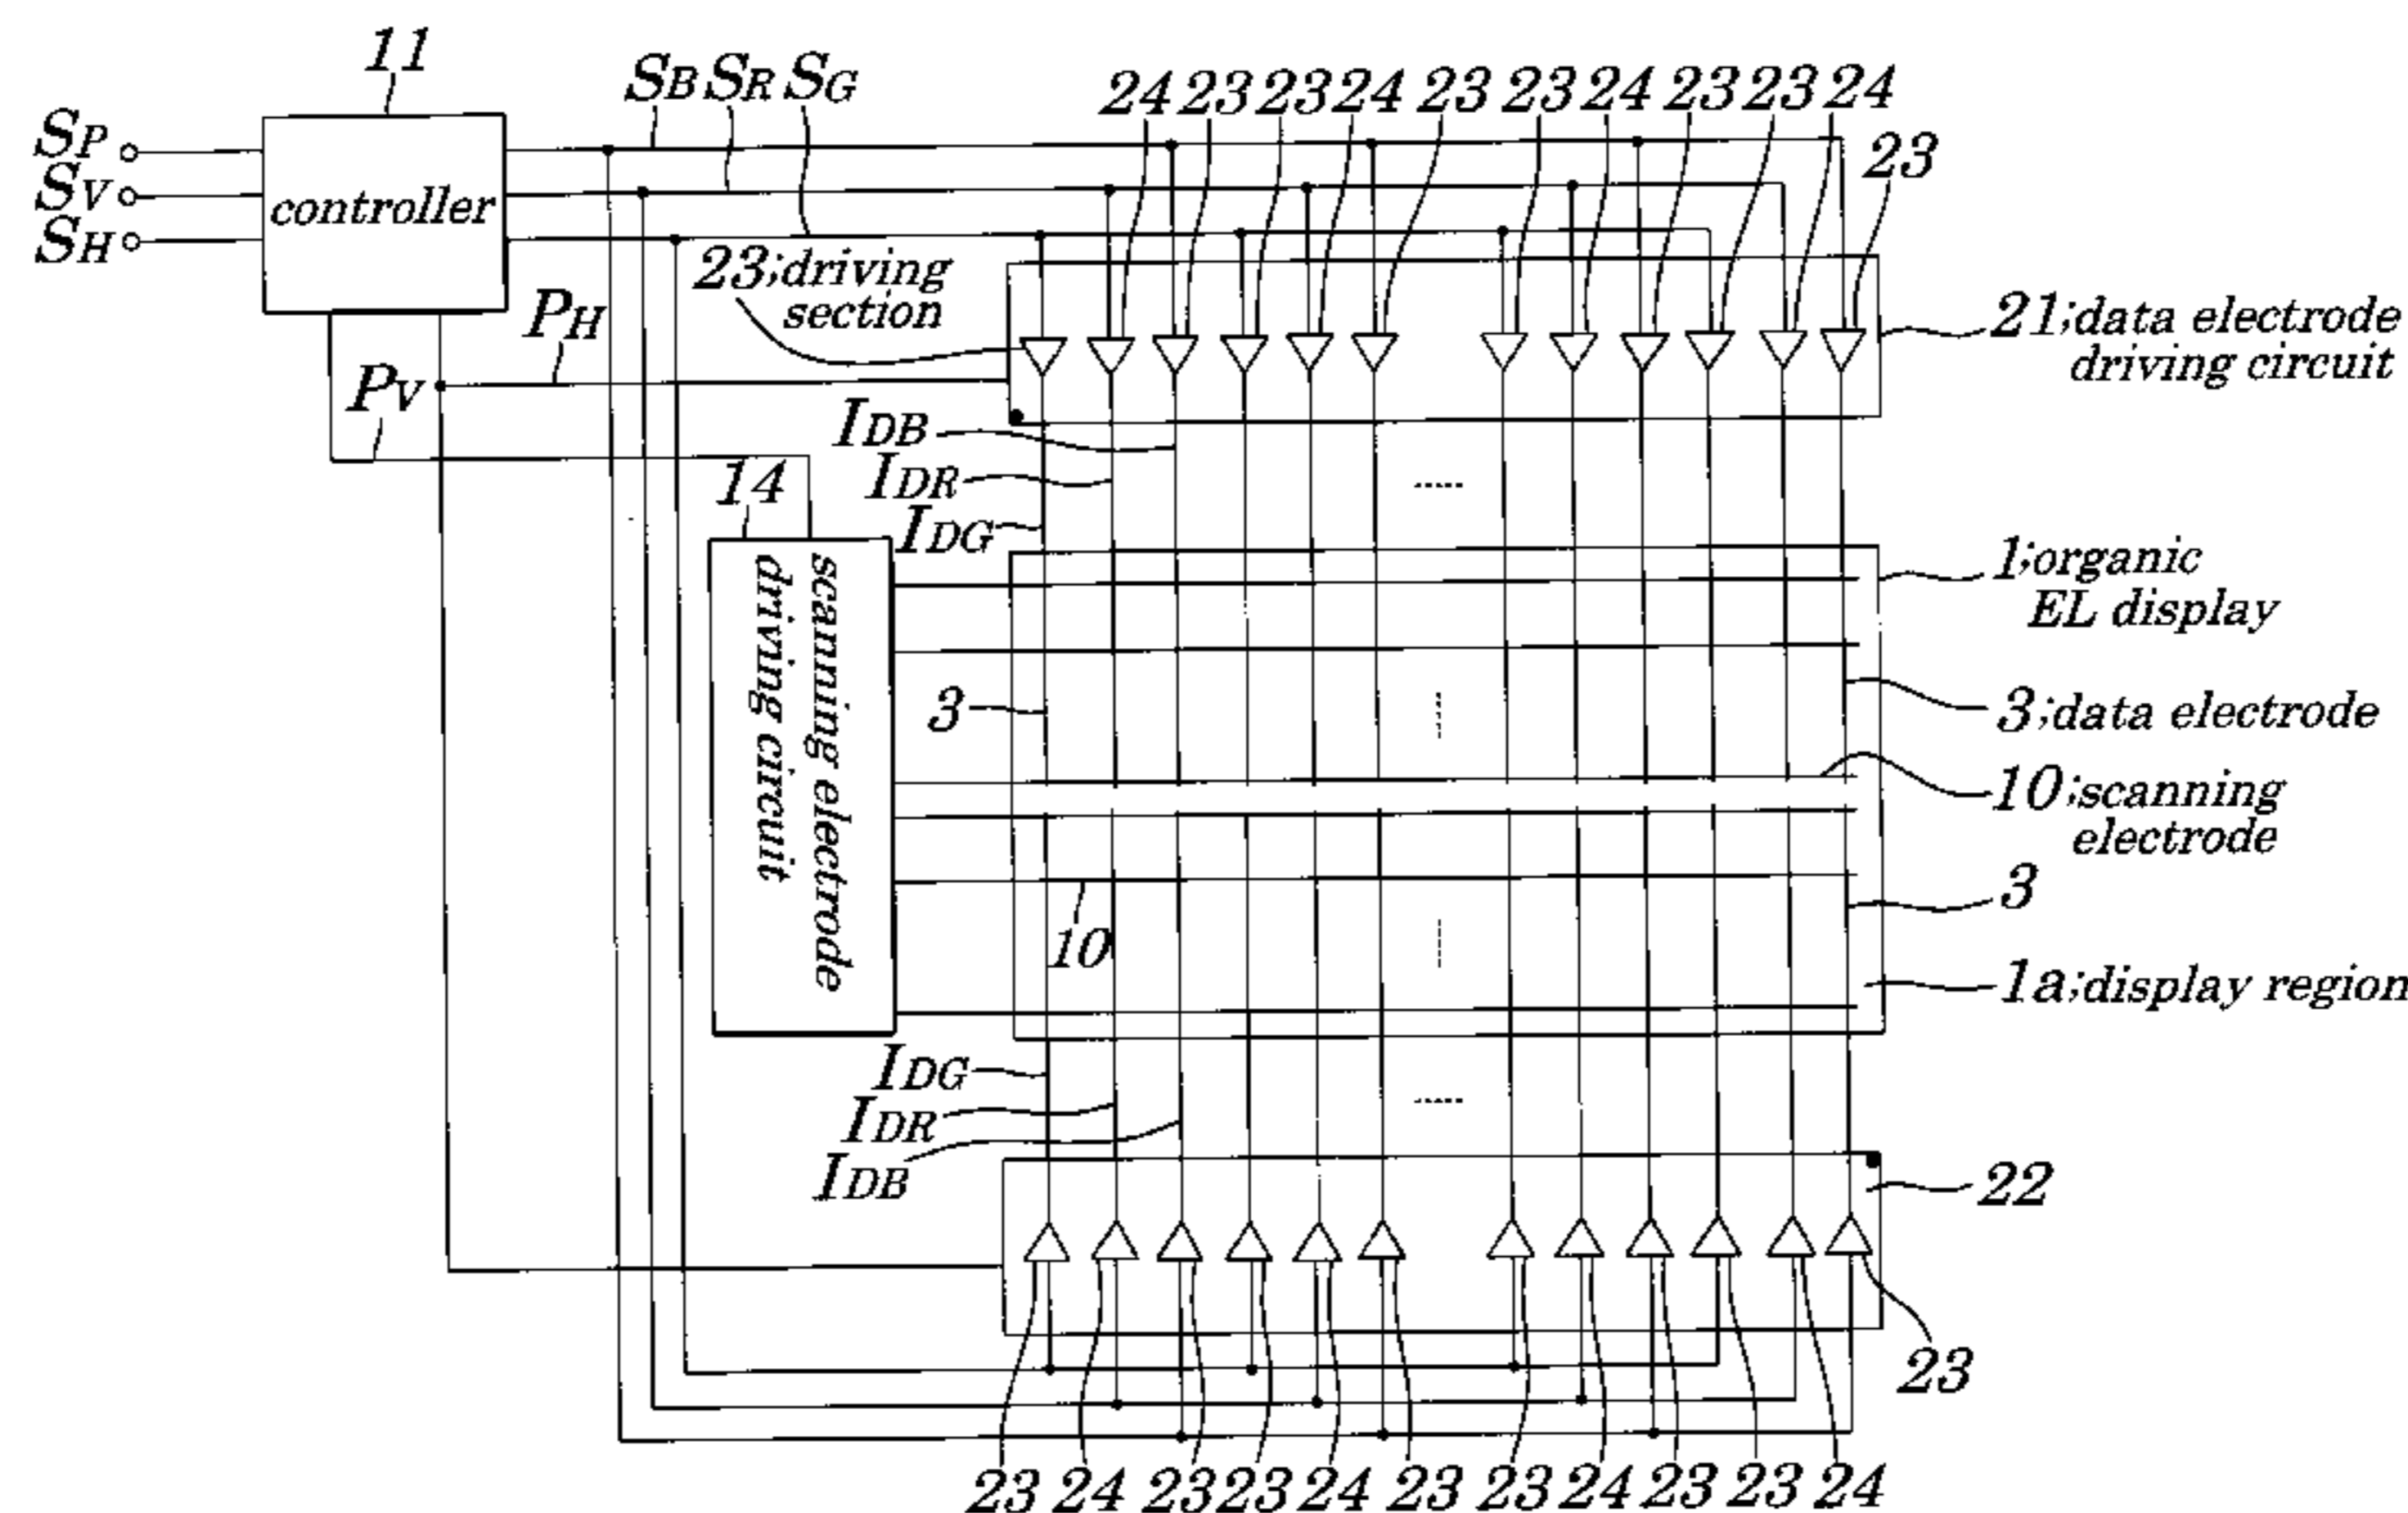 11
SB SR SG
24 23 23 24 23 23 24 23 23 24
23
SP
SV
SH
controller
23;driving
section
PH
PV
21;data electrode
driving circuit
IDB
IDR
IDG
14
scanning electrode
driving circuit
1;organic
EL display
3
3;data electrode
10;scanning
electrode
3
10
1a;display region
IDG
IDR
IDB
22
23
23 24 23 23 24 23 23 24 23 23 24